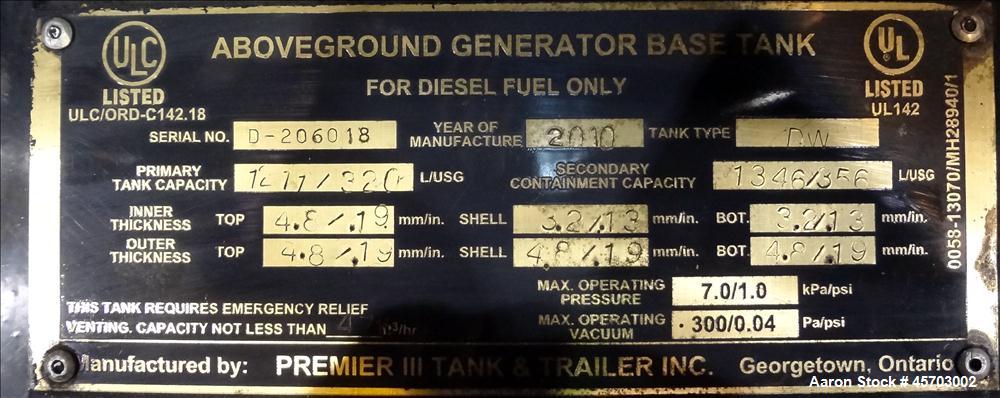 ULC
LISTED
ULC/ORD-C142.18
ABOVEGROUND GENERATOR BASE TANK
FOR DIESEL FUEL ONLY
UL
LISTED
UL142
SERIAL NO. D-206018 YEAR OF MANUFACTURE 2010 TANK TYPE DW
PRIMARY TANK CAPACITY L/USG SECONDARY CONTAINMENT CAPACITY 1346/356 L/USG
INNER THICKNESS TOP 4.8/.19 mm/in. SHELL 3.2/.13 mm/in. BOT. 3.2/13 mm/in.
OUTER THICKNESS TOP 4.8/.19 mm/in. SHELL 4.8/.19 mm/in. BOT. 4.8/19 mm/in.
MAX. OPERATING PRESSURE 7.0/1.0 kPa/psi
MAX. OPERATING VACUUM 300/0.04 Pa/psi
THIS TANK REQUIRES EMERGENCY RELIEF
VENTING. CAPACITY NOT LESS THAN
0058-13070/MH28940/1
Manufactured by: PREMIER III TANK & TRAILER INC. Georgetown, Ontario
Aaron Stock # 45703002